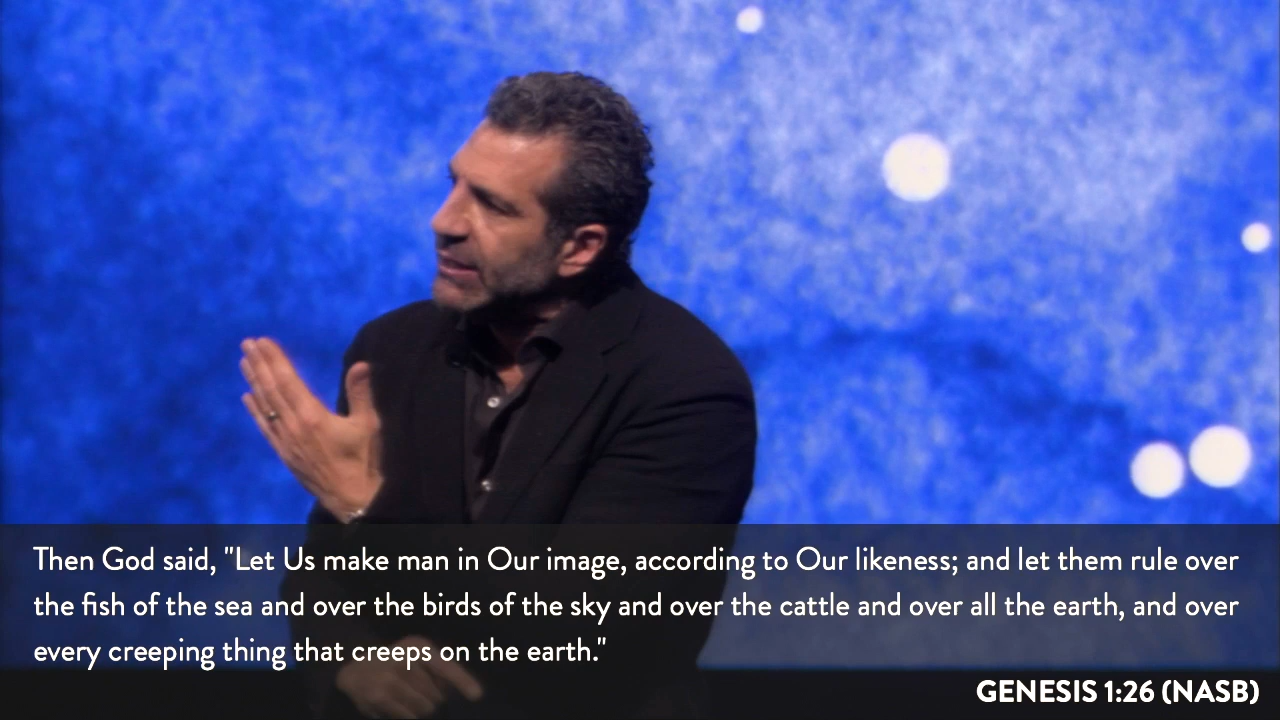 Then God said, "Let Us make man in Our image, according to Our likeness; and let them rule over
the fish of the sea and over the birds of the sky and over the cattle and over all the earth, and over
every creeping thing that creeps on the earth."
GENESIS 1:26 (NASB)